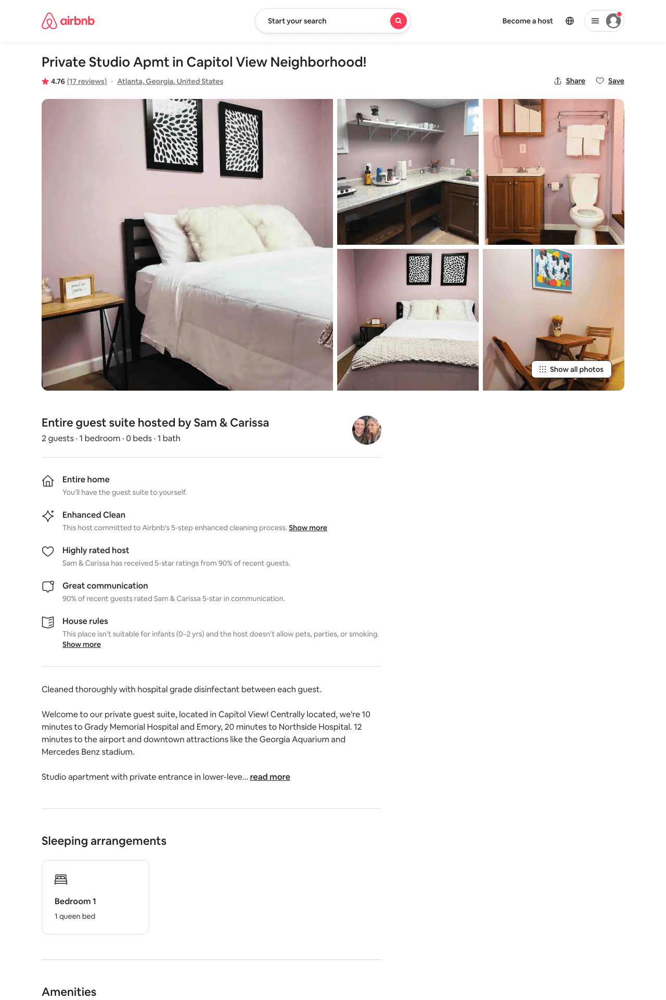 airbnb
Start your search
Become a host
Private Studio Apmt in Capitol View Neighborhood!
4.76 (17 reviews) · Atlanta, Georgia, United States
Share
Save
positive
vibes
Show all photos
Entire guest suite hosted by Sam & Carissa
2 guests · 1 bedroom · 0 beds · 1 bath
Entire home
You’ll have the guest suite to yourself.
Enhanced Clean
This host committed to Airbnb's 5-step enhanced cleaning process. Show more
Highly rated host
Sam & Carissa has received 5-star ratings from 90% of recent guests.
Great communication
90% of recent guests rated Sam & Carissa 5-star in communication.
House rules
This place isn’t suitable for infants (0–2 yrs) and the host doesn’t allow pets, parties, or smoking.
Show more
Cleaned thoroughly with hospital grade disinfectant between each guest.
Welcome to our private guest suite, located in Capitol View! Centrally located, we're 10
minutes to Grady Memorial Hospital and Emory, 20 minutes to Northside Hospital. 12
minutes to the airport and downtown attractions like the Georgia Aquarium and
Mercedes Benz stadium.
Studio apartment with private entrance in lower-leve... read more
Sleeping arrangements
Bedroom 1
1 queen bed
Amenities